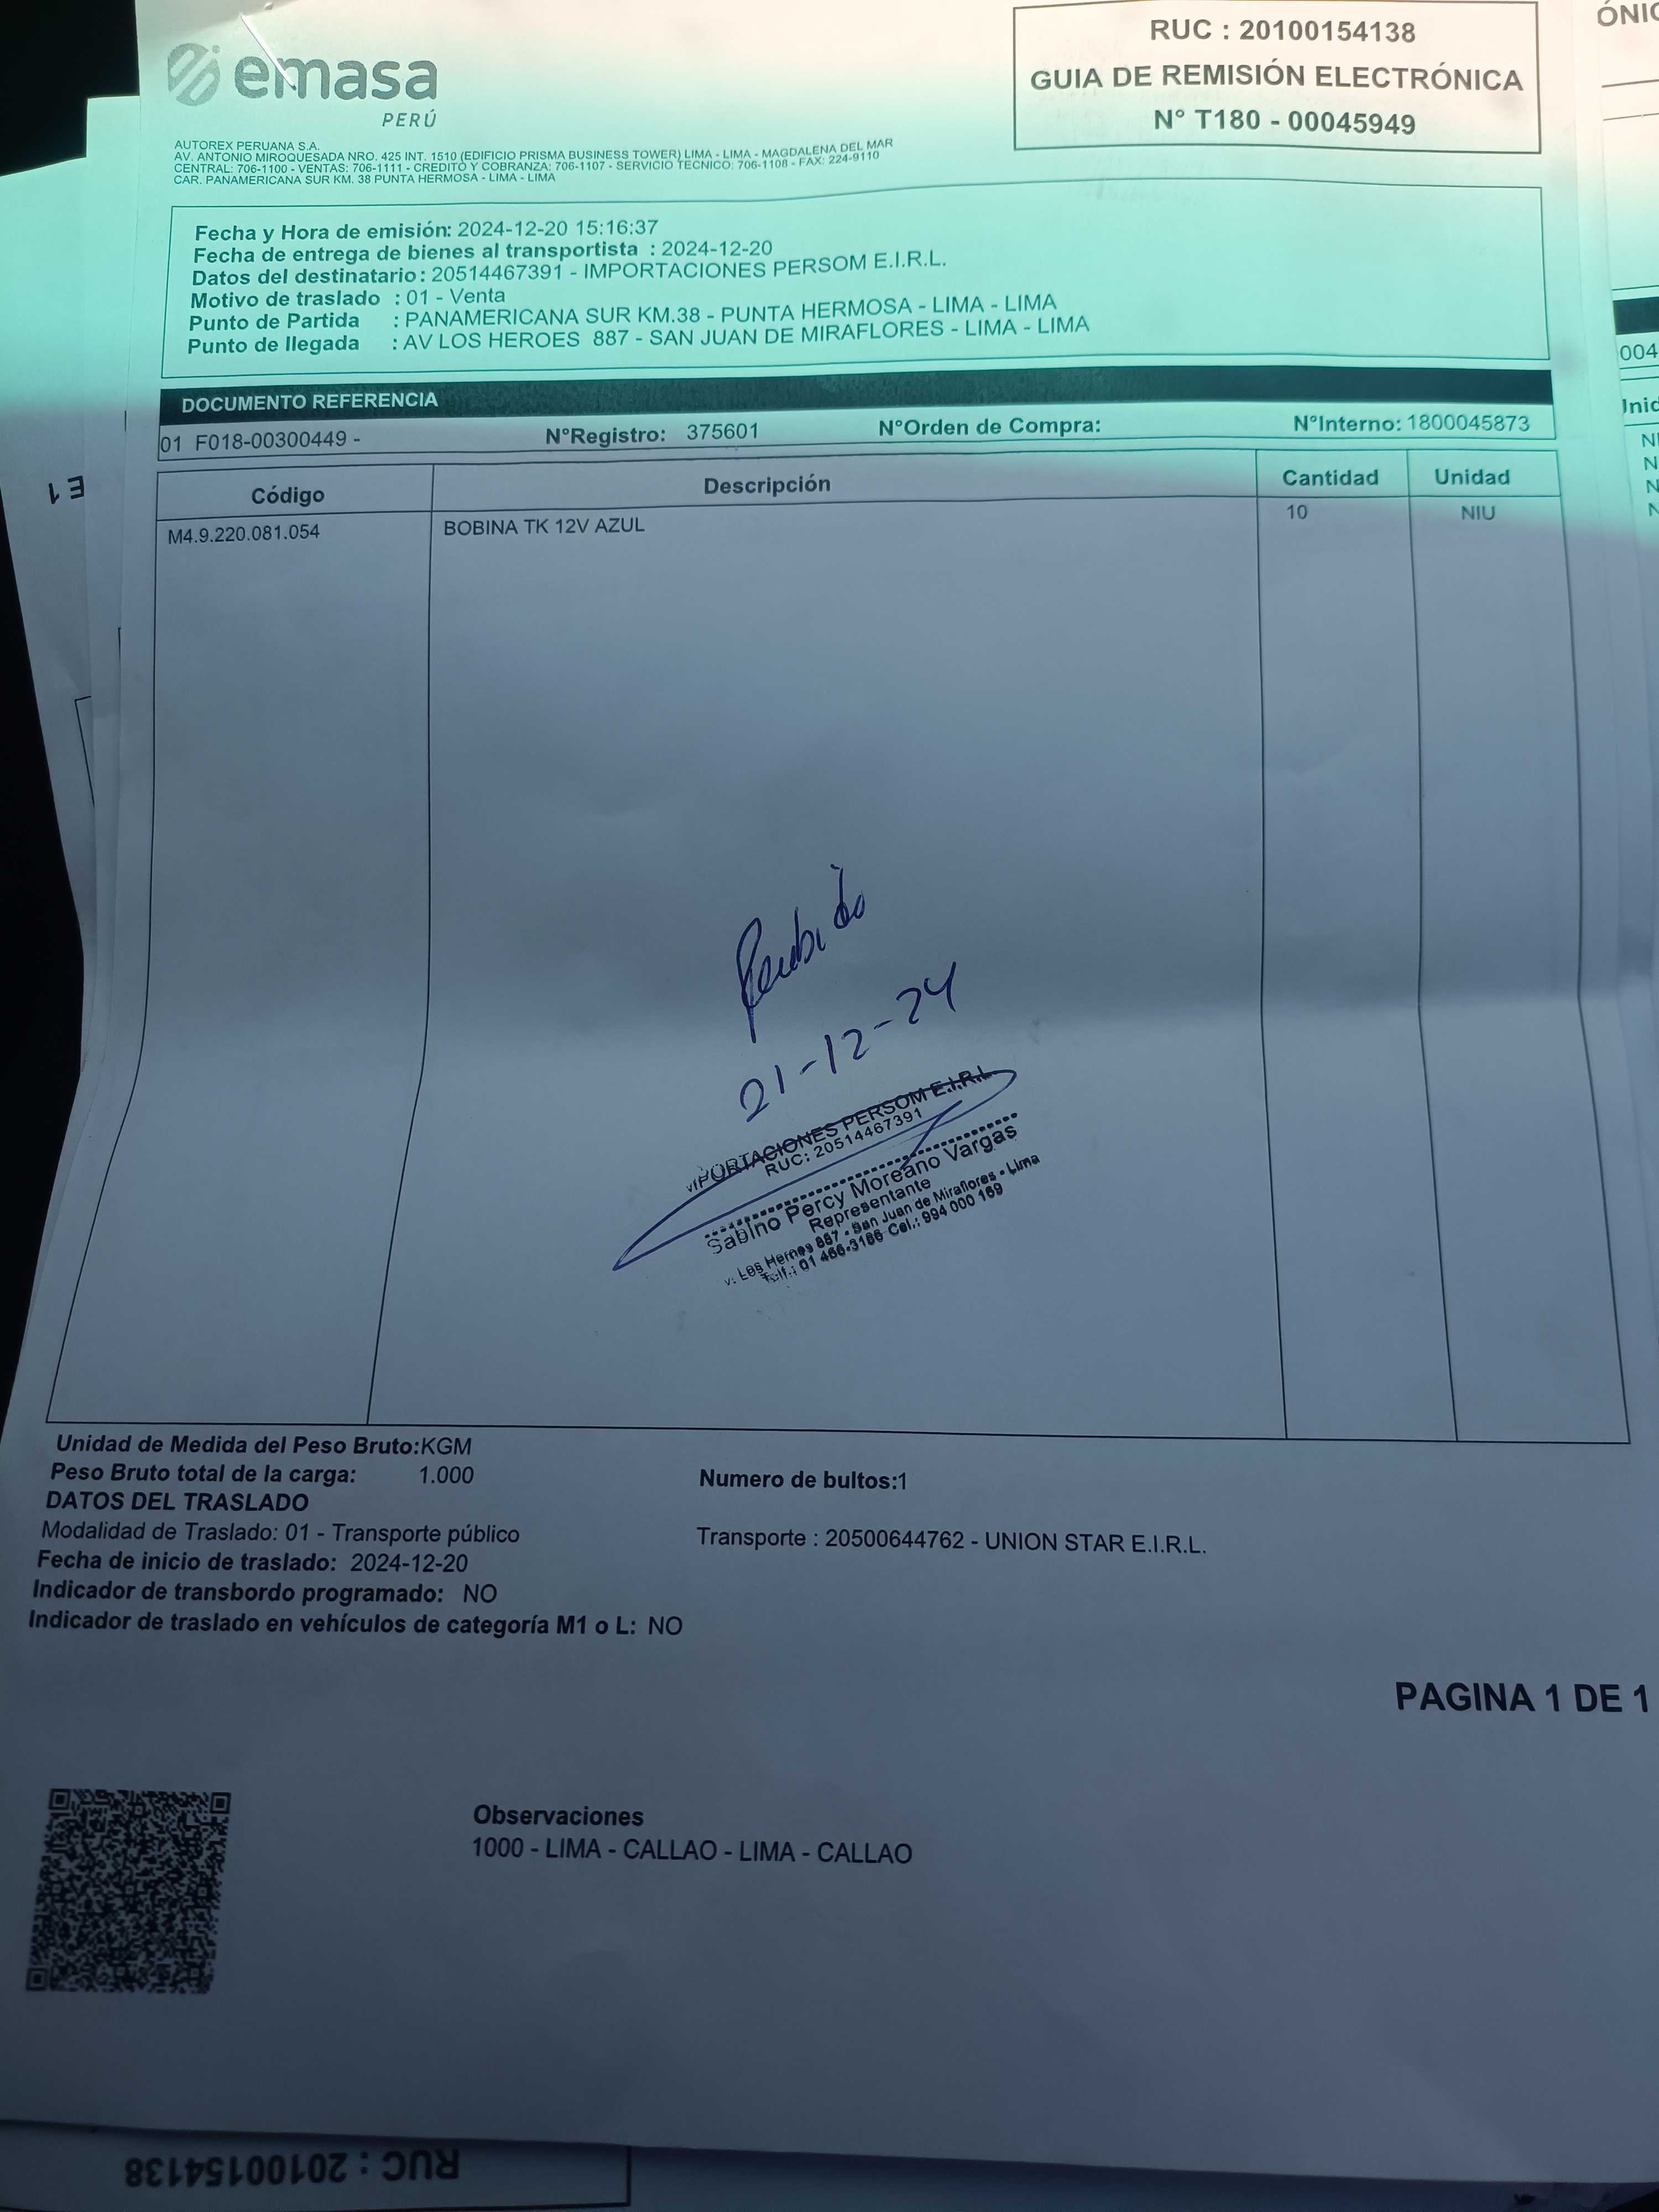 emasa
PERÚ
RUC : 20100154138
GUIA DE REMISIÓN ELECTRÓNICA
N° T180 - 00045949
AUTOREX PERUANA S.A.
AV. ANTONIO MIROQUESADA NRO. 425 INT. 1510 (EDIFICIO PRISMA BUSINESS TOWER) LIMA - LIMA - MAGDALENA DEL MAR
CENTRAL: 706-1100 - VENTAS: 706-1111 - CREDITO Y COBRANZA: 706-1107 - SERVICIO TECNICO: 706-1108 - FAX: 224-9110
CAR. PANAMERICANA SUR KM. 38 PUNTA HERMOSA - LIMA - LIMA
Fecha y Hora de emisión: 2024-12-20 15:16:37
Fecha de entrega de bienes al transportista : 2024-12-20
Datos del destinatario: 20514467391 - IMPORTACIONES PERSOM E.I.R.L.
Motivo de traslado : 01 - Venta
Punto de Partida : PANAMERICANA SUR KM.38 - PUNTA HERMOSA - LIMA - LIMA
Punto de llegada : AV LOS HEROES 887 - SAN JUAN DE MIRAFLORES - LIMA - LIMA
DOCUMENTO REFERENCIA
01 F018-00300449 - N°Registro: 375601 N°Orden de Compra: N°Interno: 1800045873
Código Descripción Cantidad Unidad
M4.9.220.081.054 BOBINA TK 12V AZUL 10 NIU
Recibido
21-12-24
PORTACIONES PERSOM E.I.R.L.
RUC: 20514467391
Sabino Percy Moreano Vargas
Representante
v. Los Heroes 887 - San Juan de Miraflores - Lima
Telf.: 01 466-3186 Cel.: 994 000 169
Unidad de Medida del Peso Bruto:KGM
Peso Bruto total de la carga: 1.000 Numero de bultos:1
DATOS DEL TRASLADO
Modalidad de Traslado: 01 - Transporte público Transporte : 20500644762 - UNION STAR E.I.R.L.
Fecha de inicio de traslado: 2024-12-20
Indicador de transbordo programado: NO
Indicador de traslado en vehículos de categoría M1 o L: NO
PAGINA 1 DE 1
Observaciones
1000 - LIMA - CALLAO - LIMA - CALLAO
RUC : 20100154138